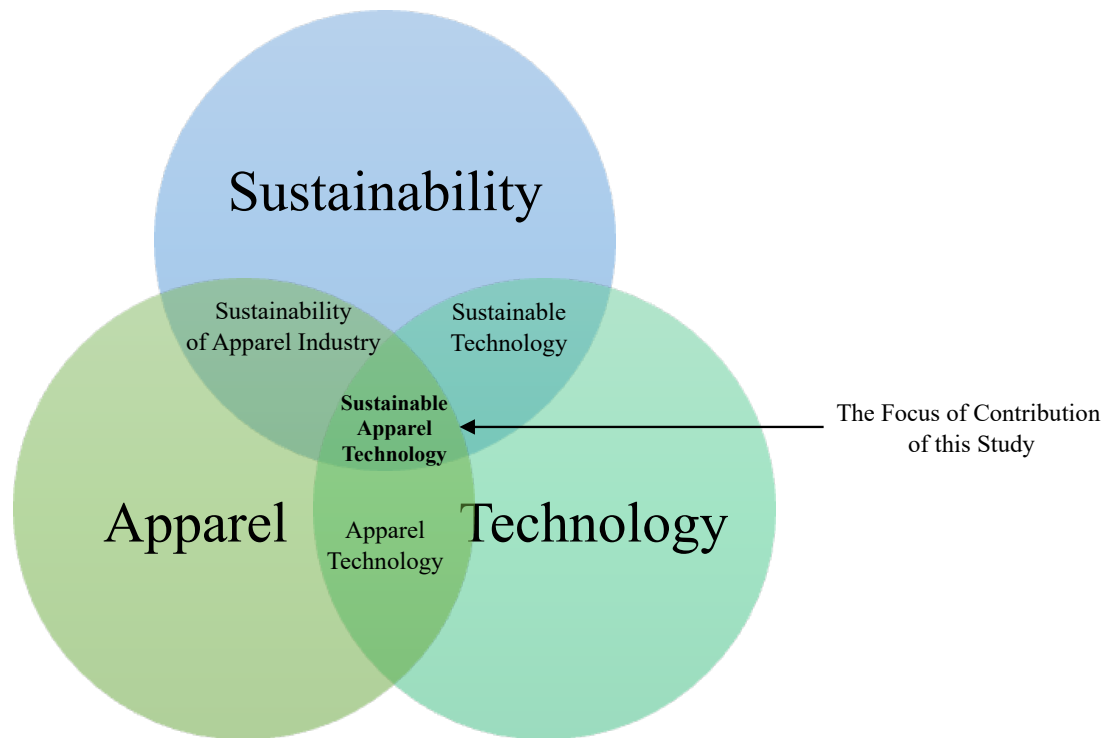 Sustainability
Sustainability
of Apparel Industry
Sustainable
Technology
Sustainable
Apparel
Technology
The Focus of Contribution
of this Study
Apparel
Technology
Apparel
Technology